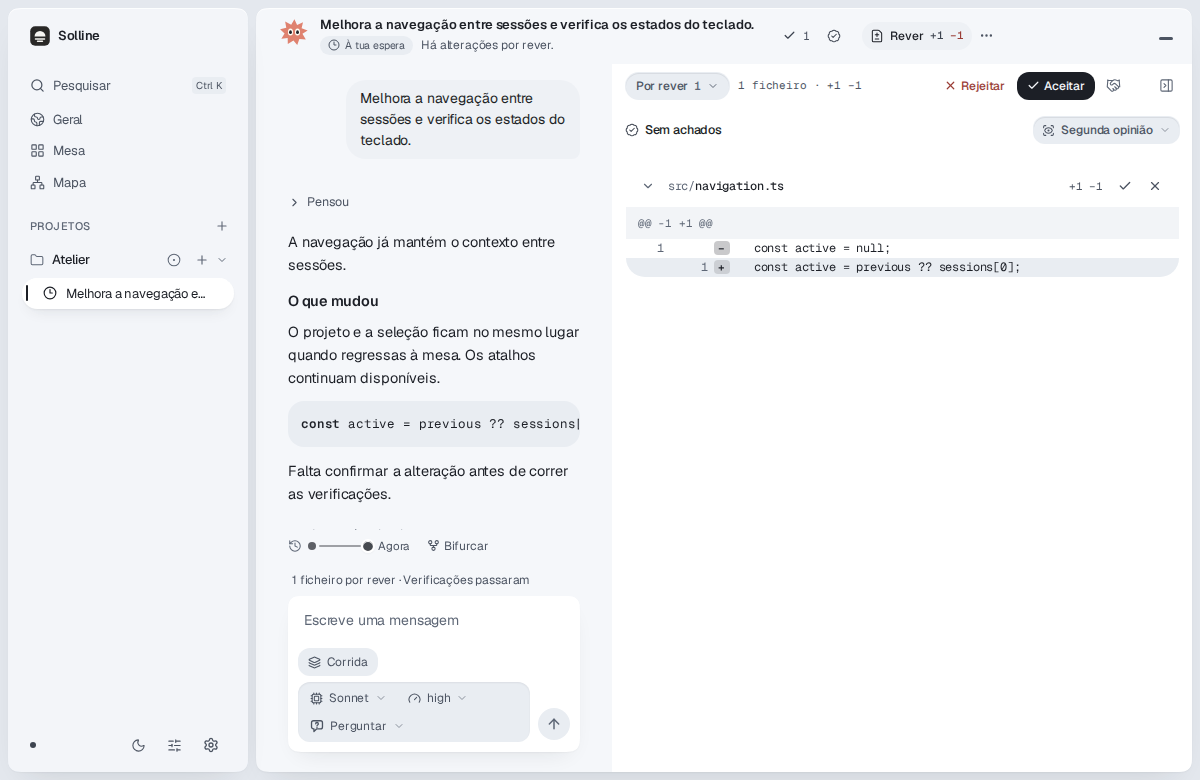 Solline
Pesquisar
Ctrl K
Geral
Mesa
Mapa
PROJETOS
Atelier
Melhora a navegação e...
Melhora a navegação entre sessões e verifica os estados do teclado.
À tua espera
Há alterações por rever.
1
Rever +1 −1
Melhora a navegação entre
sessões e verifica os estados do
teclado.
Pensou
A navegação já mantém o contexto entre
sessões.
O que mudou
O projeto e a seleção ficam no mesmo lugar
quando regressas à mesa. Os atalhos
continuam disponíveis.
const active = previous ?? sessions[
Falta confirmar a alteração antes de correr
as verificações.
Agora
Bifurcar
1 ficheiro por rever · Verificações passaram
Escreve uma mensagem
Corrida
Sonnet
high
Perguntar
Por rever 1
1 ficheiro · +1 −1
Rejeitar
Aceitar
Sem achados
Segunda opinião
src/navigation.ts
+1 −1
@@ -1 +1 @@
1 − const active = null;
1 + const active = previous ?? sessions[0];